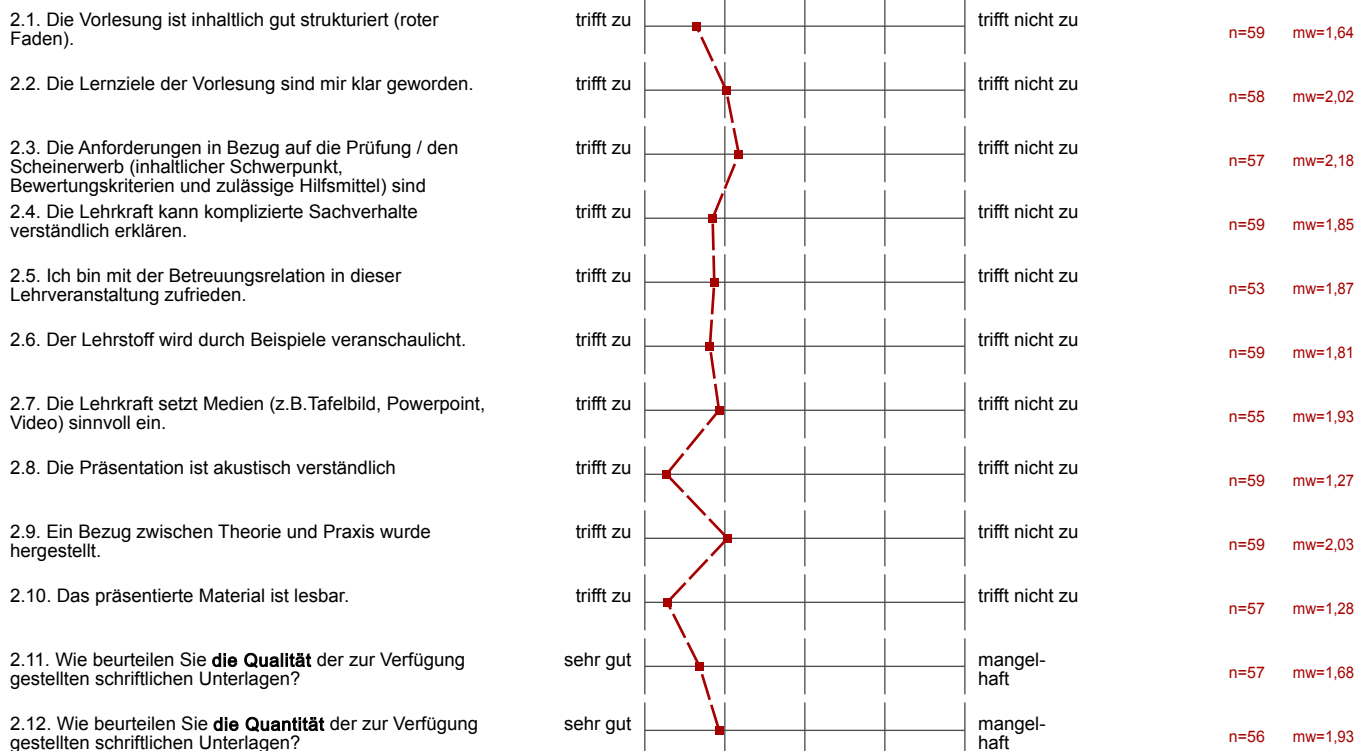 2.1. Die Vorlesung ist inhaltlich gut strukturiert (roter
Faden).
trifft zu
trifft nicht zu
n=59 mw=1,64
2.2. Die Lernziele der Vorlesung sind mir klar geworden.
trifft zu
trifft nicht zu
n=58 mw=2,02
2.3. Die Anforderungen in Bezug auf die Prüfung / den
Scheinerwerb (inhaltlicher Schwerpunkt,
Bewertungskriterien und zulässige Hilfsmittel) sind
trifft zu
trifft nicht zu
n=57 mw=2,18
2.4. Die Lehrkraft kann komplizierte Sachverhalte
verständlich erklären.
trifft zu
trifft nicht zu
n=59 mw=1,85
2.5. Ich bin mit der Betreuungsrelation in dieser
Lehrveranstaltung zufrieden.
trifft zu
trifft nicht zu
n=53 mw=1,87
2.6. Der Lehrstoff wird durch Beispiele veranschaulicht.
trifft zu
trifft nicht zu
n=59 mw=1,81
2.7. Die Lehrkraft setzt Medien (z.B.Tafelbild, Powerpoint,
Video) sinnvoll ein.
trifft zu
trifft nicht zu
n=55 mw=1,93
2.8. Die Präsentation ist akustisch verständlich
trifft zu
trifft nicht zu
n=59 mw=1,27
2.9. Ein Bezug zwischen Theorie und Praxis wurde
hergestellt.
trifft zu
trifft nicht zu
n=59 mw=2,03
2.10. Das präsentierte Material ist lesbar.
trifft zu
trifft nicht zu
n=57 mw=1,28
2.11. Wie beurteilen Sie die Qualität der zur Verfügung
gestellten schriftlichen Unterlagen?
sehr gut
mangel-
haft
n=57 mw=1,68
2.12. Wie beurteilen Sie die Quantität der zur Verfügung
gestellten schriftlichen Unterlagen?
sehr gut
mangel-
haft
n=56 mw=1,93